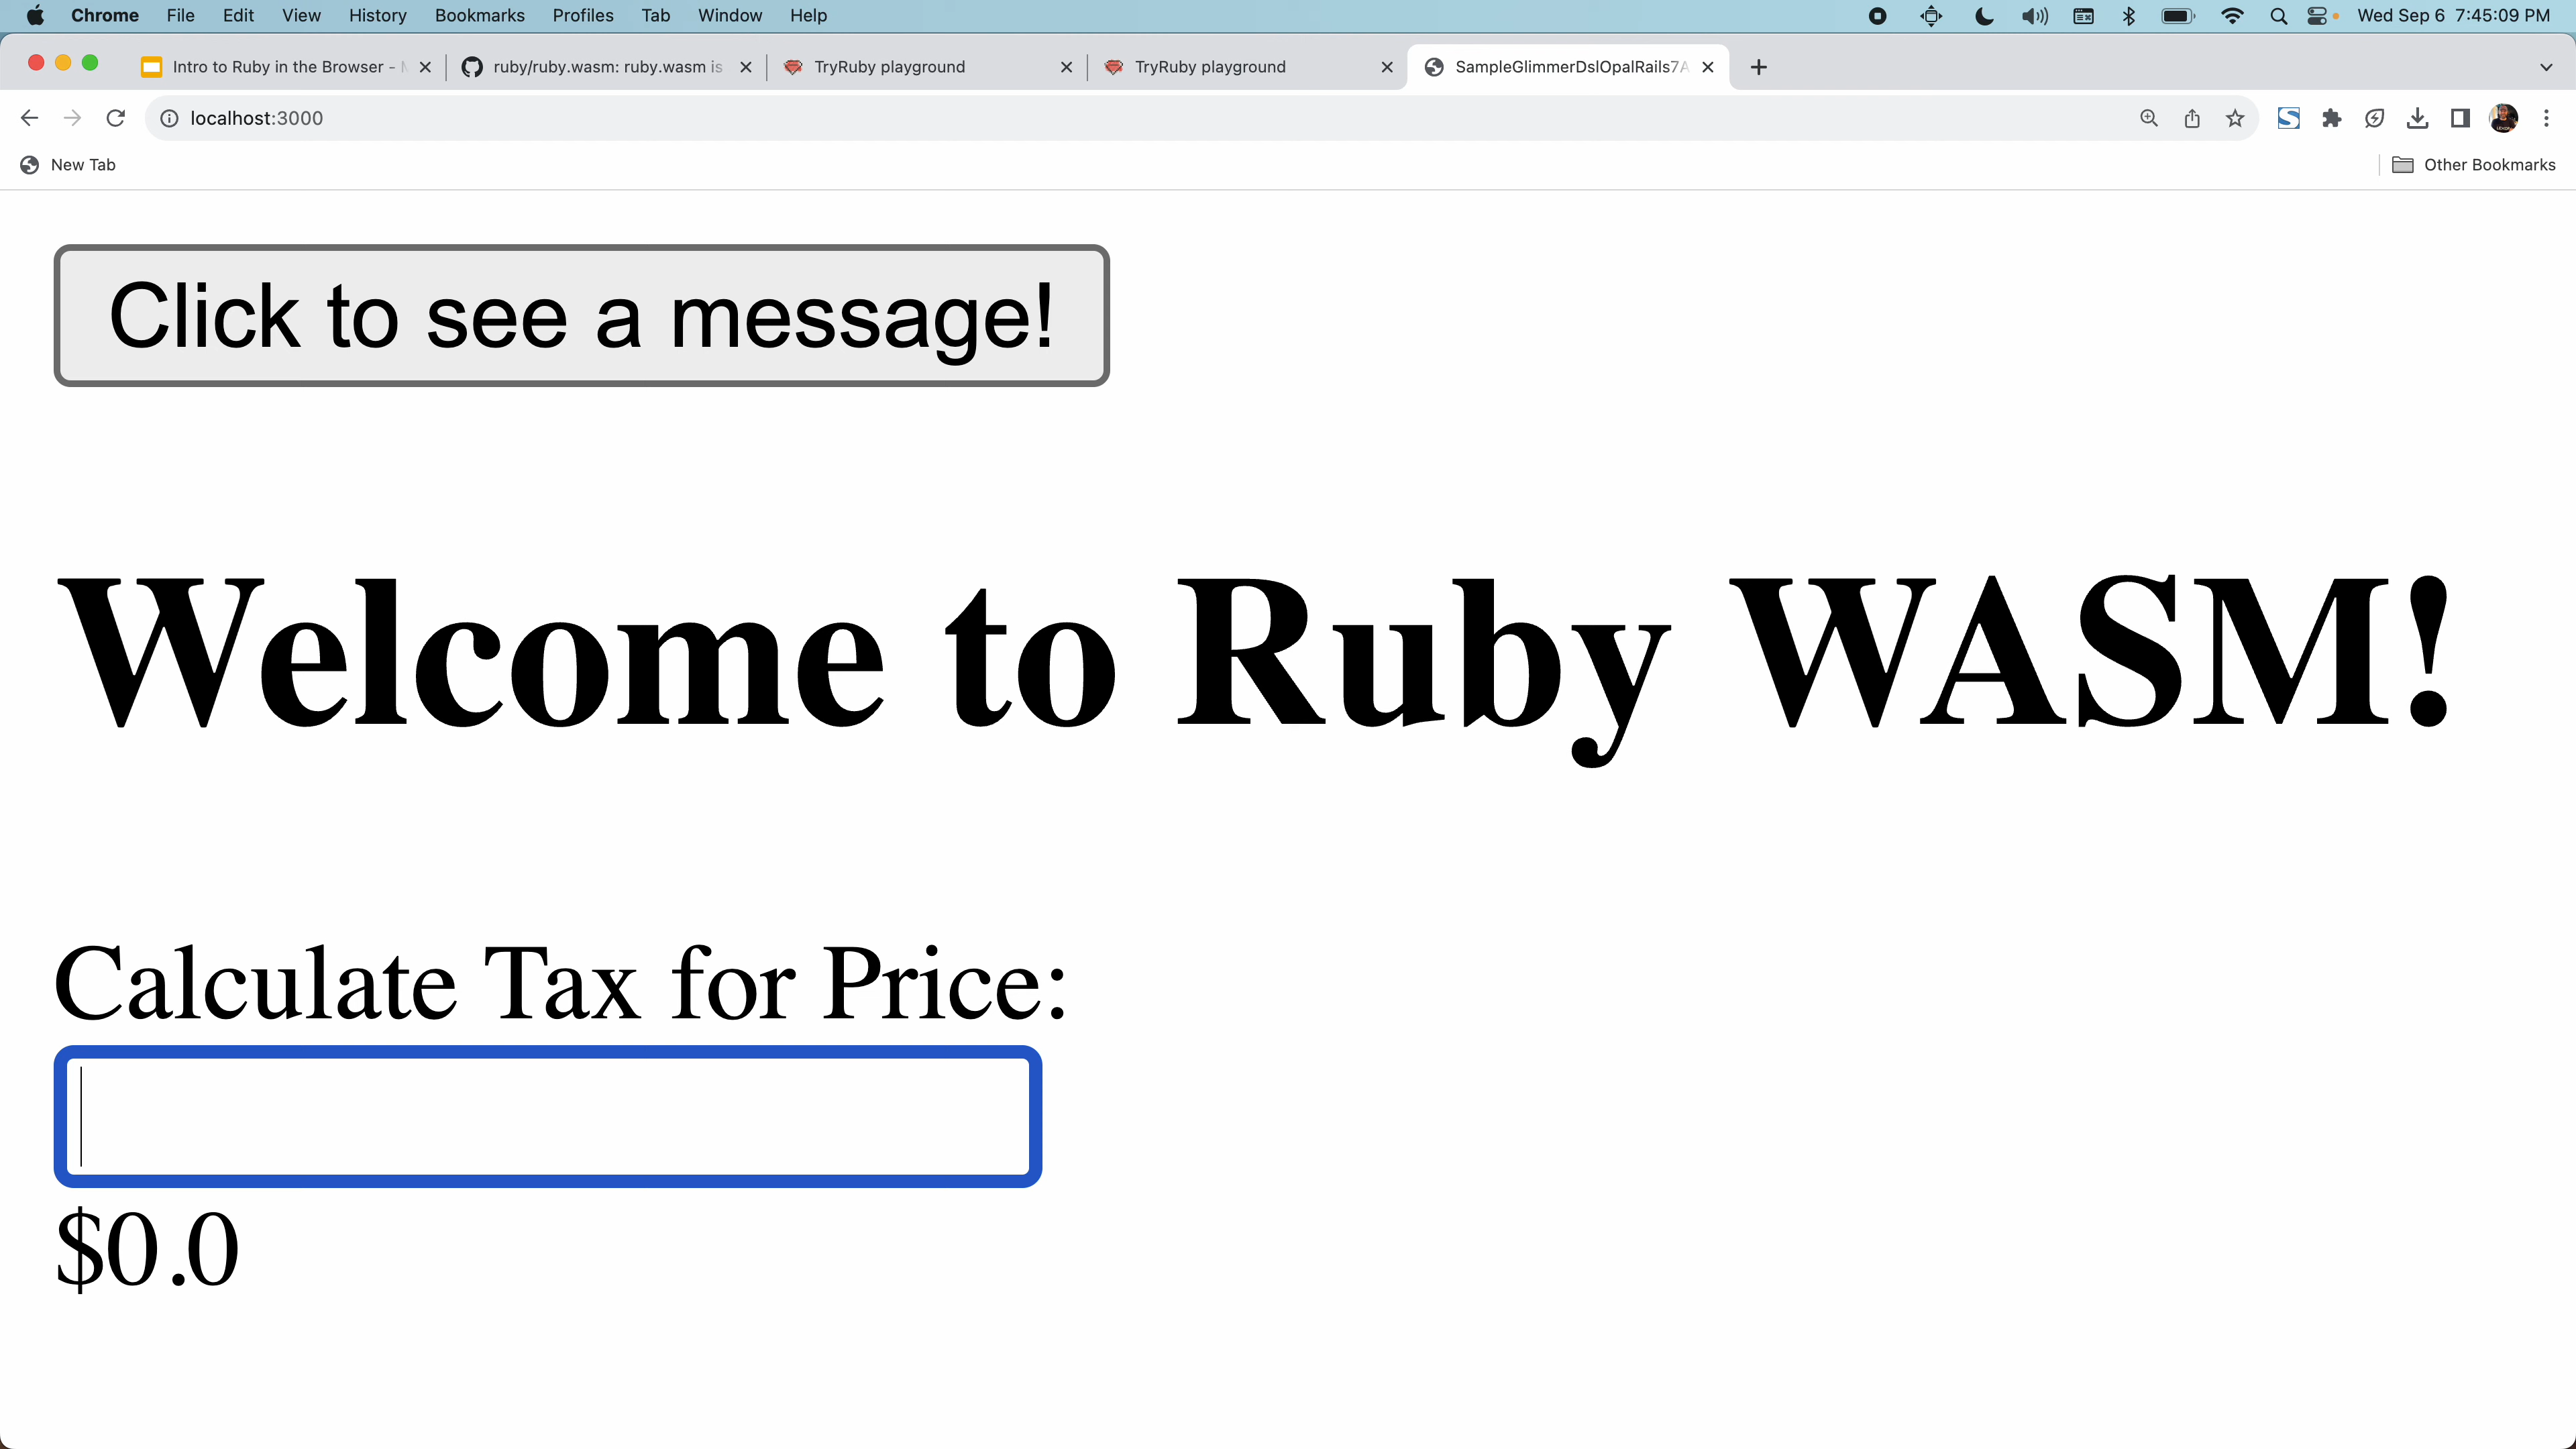 Chrome File Edit View History Bookmarks Profiles Tab Window Help Wed Sep 6 7:45:09 PM
Intro to Ruby in the Browser - ruby/ruby.wasm: ruby.wasm is TryRuby playground TryRuby playground SampleGlimmerDslOpalRails7A
localhost:3000
New Tab Other Bookmarks
Click to see a message!
Welcome to Ruby WASM!
Calculate Tax for Price:
$0.0